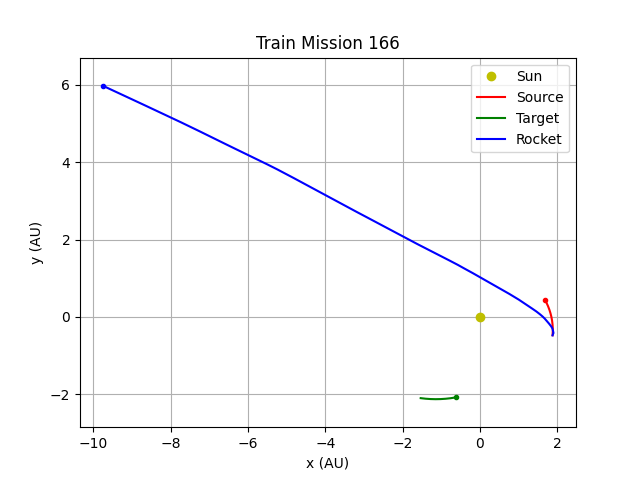 Train Mission 166
Sun
Source
Target
Rocket
6
4
2
0
−2
y (AU)
−10
−8
−6
−4
−2
0
2
x (AU)